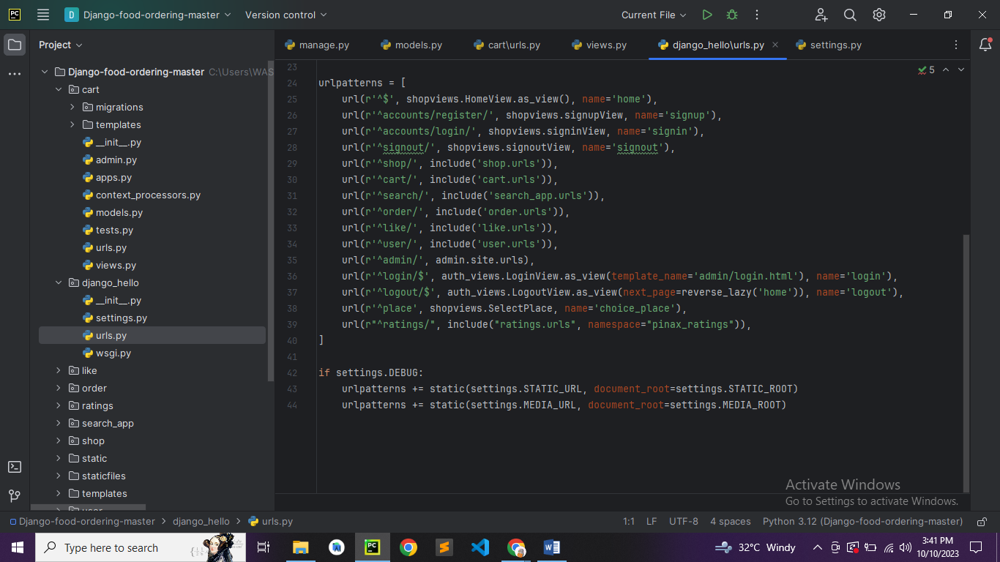 PC
D
Django-food-ordering-master
Version control
Current File
Project
manage.py
models.py
cart\urls.py
views.py
django_hello\urls.py
settings.py
Django-food-ordering-master C:\Users\WAS
cart
migrations
templates
__init__.py
admin.py
apps.py
context_processors.py
models.py
tests.py
urls.py
views.py
django_hello
__init__.py
settings.py
urls.py
wsgi.py
like
order
ratings
search_app
shop
static
staticfiles
templates
user
5
23
24 urlpatterns = [
25 url(r'^$', shopviews.HomeView.as_view(), name='home'),
26 url(r'^accounts/register/', shopviews.signupView, name='signup'),
27 url(r'^accounts/login/', shopviews.signinView, name='signin'),
28 url(r'^signout/', shopviews.signoutView, name='signout'),
29 url(r'^shop/', include('shop.urls')),
30 url(r'^cart/', include('cart.urls')),
31 url(r'^search/', include('search_app.urls')),
32 url(r'^order/', include('order.urls')),
33 url(r'^like/', include('like.urls')),
34 url(r'^user/', include('user.urls')),
35 url(r'^admin/', admin.site.urls),
36 url(r'^login/$', auth_views.LoginView.as_view(template_name='admin/login.html'), name='login'),
37 url(r'^logout/$', auth_views.LogoutView.as_view(next_page=reverse_lazy('home')), name='logout'),
38 url(r'^place', shopviews.SelectPlace, name='choice_place'),
39 url(r"^ratings/", include("ratings.urls", namespace="pinax_ratings")),
40 ]
41
42 if settings.DEBUG:
43 urlpatterns += static(settings.STATIC_URL, document_root=settings.STATIC_ROOT)
44 urlpatterns += static(settings.MEDIA_URL, document_root=settings.MEDIA_ROOT)
Activate Windows
Go to Settings to activate Windows.
Django-food-ordering-master > django_hello > urls.py
1:1 LF UTF-8 4 spaces Python 3.12 (Django-food-ordering-master)
Type here to search
PC
W
32°C Windy
3:41 PM
10/10/2023